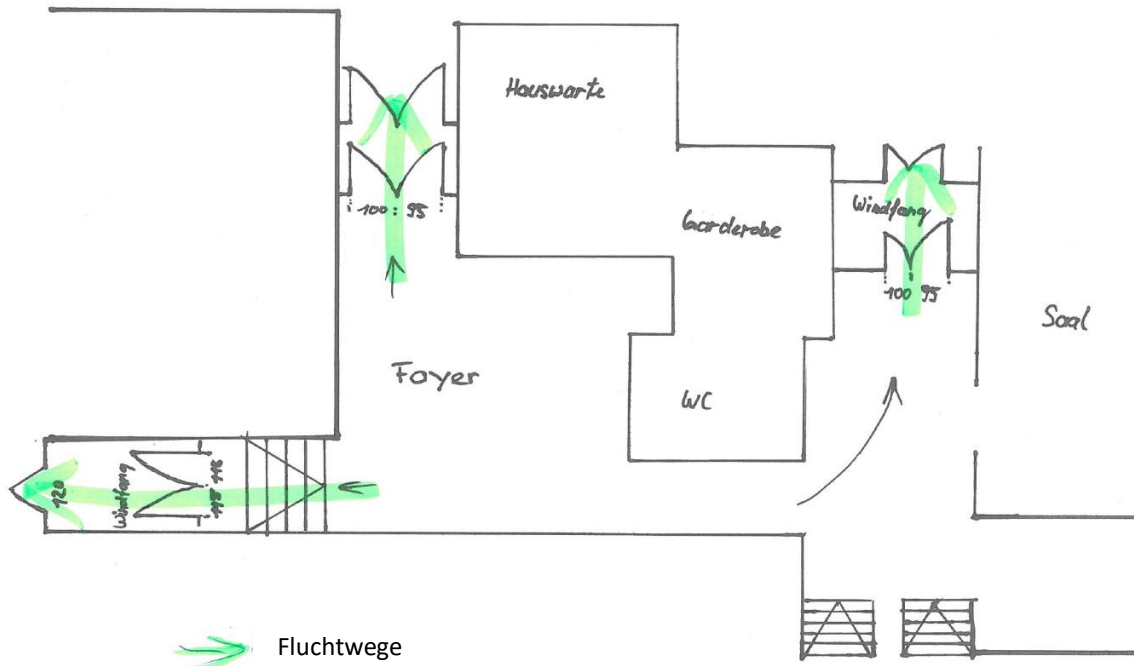 Hauswarte
100 : 95
Garderobe
Windfang
100 95
Saal
Foyer
WC
120
Windfang
115 : 115
Fluchtwege